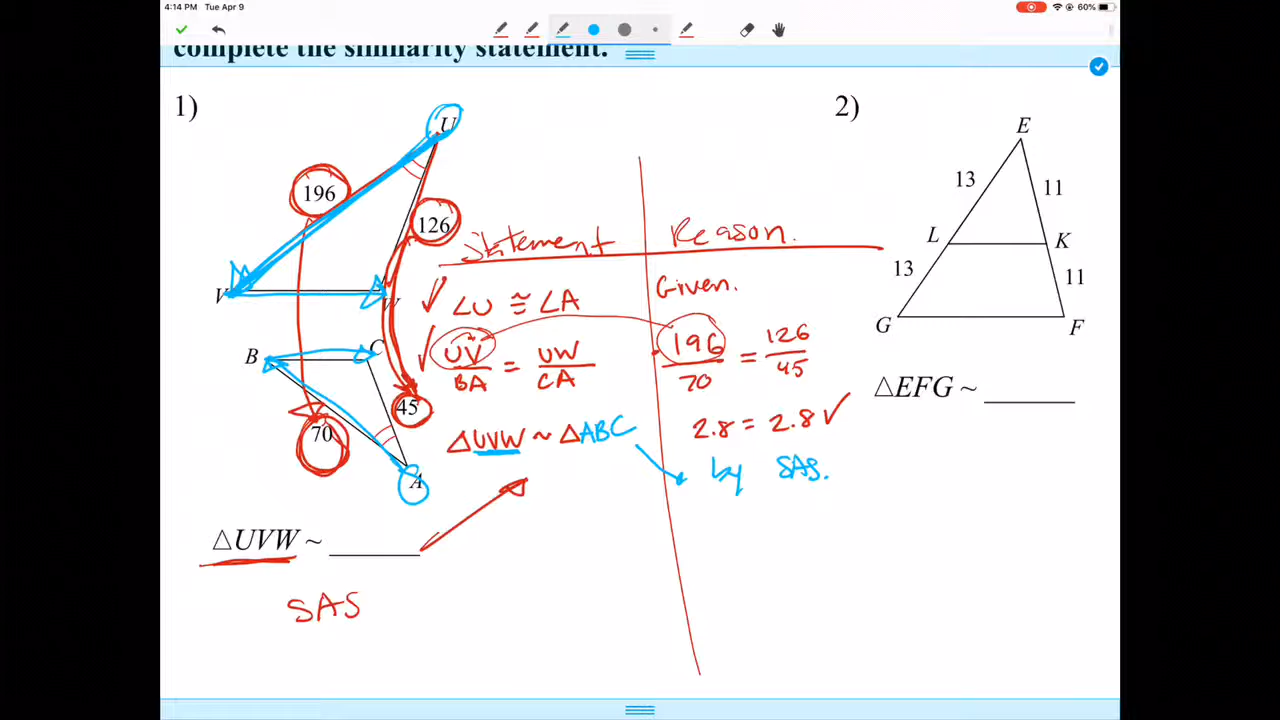 4:14 PM Tue Apr 9
60%
complete the similarity statement.
1)
U
196
126
V
W
B
C
45
70
A
△UVW ~ ________
SAS
Statement
Reason.
∠U ≅ ∠A
Given.
UV/BA = UW/CA
196/70 = 126/45
2.8 = 2.8 ✓
△UVW ~ △ABC
by SAS.
2)
E
13
11
L
K
13
11
G
F
△EFG ~ ________